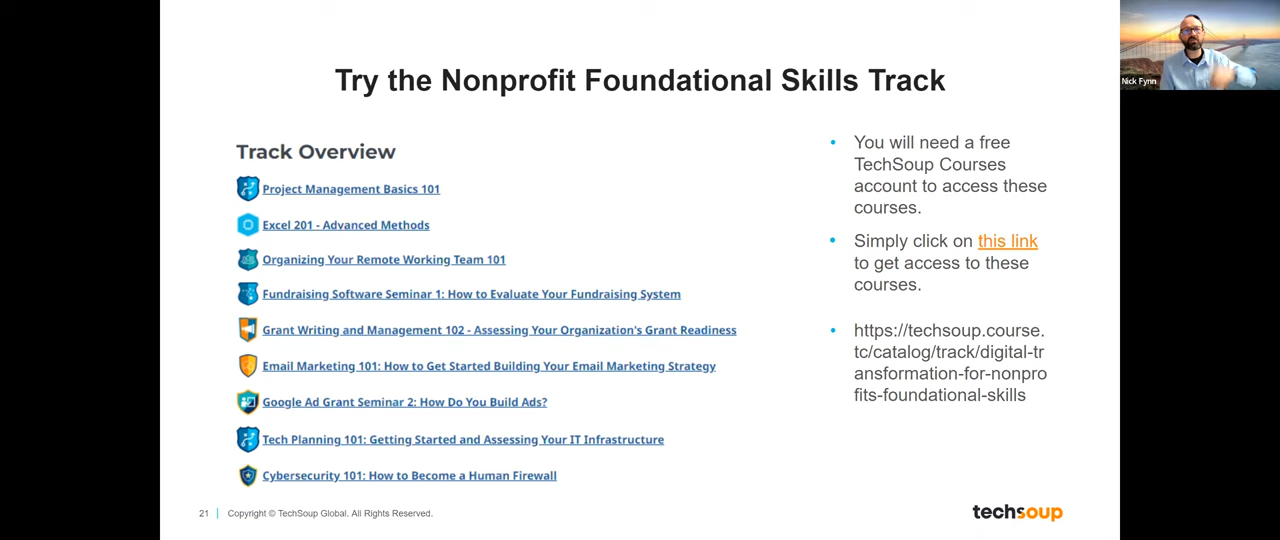 Try the Nonprofit Foundational Skills Track
Track Overview
Project Management Basics 101
Excel 201 - Advanced Methods
Organizing Your Remote Working Team 101
Fundraising Software Seminar 1: How to Evaluate Your Fundraising System
Grant Writing and Management 102 - Assessing Your Organization's Grant Readiness
Email Marketing 101: How to Get Started Building Your Email Marketing Strategy
Google Ad Grant Seminar 2: How Do You Build Ads?
Tech Planning 101: Getting Started and Assessing Your IT Infrastructure
Cybersecurity 101: How to Become a Human Firewall
• You will need a free
TechSoup Courses
account to access these
courses.
• Simply click on this link
to get access to these
courses.
• https://techsoup.course.
tc/catalog/track/digital-tr
ansformation-for-nonpro
fits-foundational-skills
21 | Copyright © TechSoup Global. All Rights Reserved.
techsoup
Nick Fynn